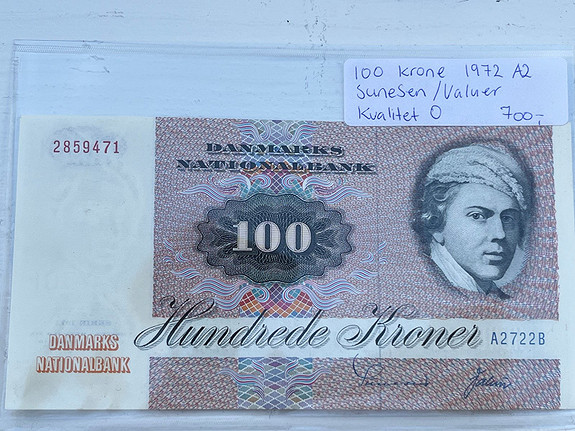 100 krone 1972 A2
Sunesen / Valuer
Kvalitet 0 700,-
2859471
DANMARKS
NATIONALBANK
100
Hundrede Kroner
A2722B
DANMARKS
NATIONALBANK